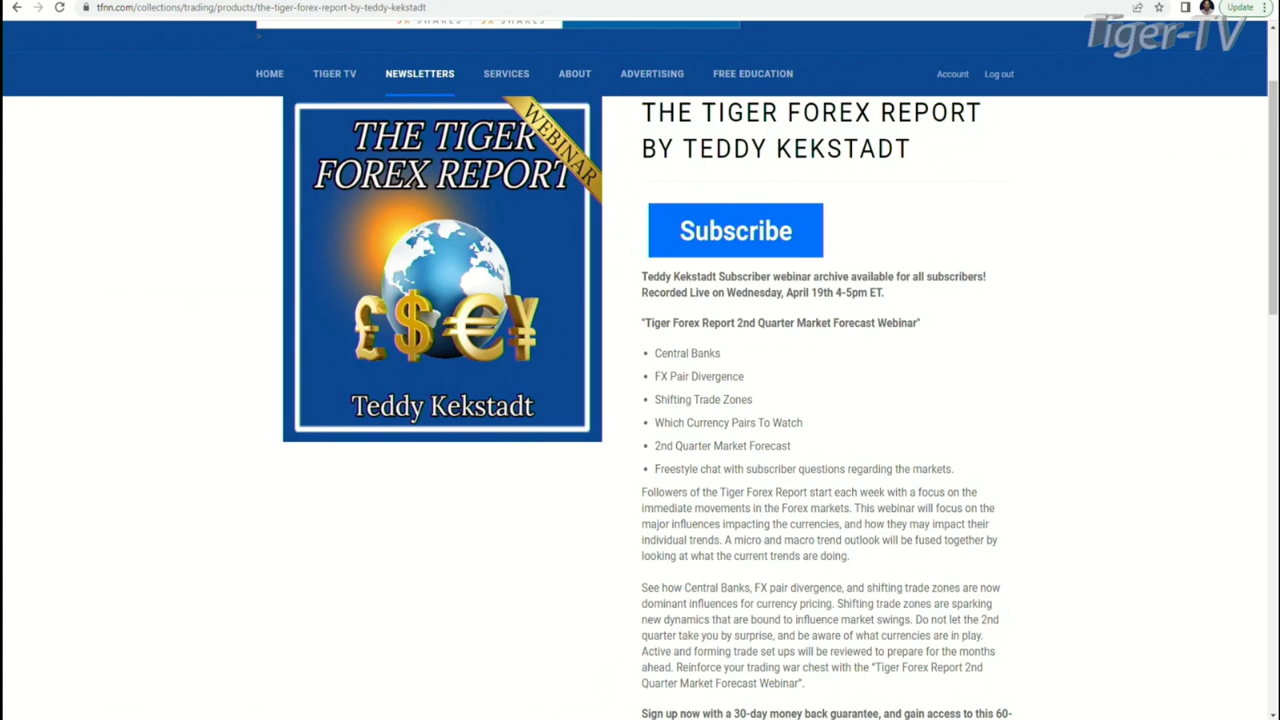 tfnn.com/collections/trading/products/the-tiger-forex-report-by-teddy-kekstadt
Update
Tiger-TV
HOME TIGER TV NEWSLETTERS SERVICES ABOUT ADVERTISING FREE EDUCATION Account Log out
THE TIGER
FOREX REPORT
WEBINAR
£$€¥
Teddy Kekstadt
THE TIGER FOREX REPORT
BY TEDDY KEKSTADT
Subscribe
Teddy Kekstadt Subscriber webinar archive available for all subscribers!
Recorded Live on Wednesday, April 19th 4-5pm ET.
"Tiger Forex Report 2nd Quarter Market Forecast Webinar"
• Central Banks
• FX Pair Divergence
• Shifting Trade Zones
• Which Currency Pairs To Watch
• 2nd Quarter Market Forecast
• Freestyle chat with subscriber questions regarding the markets.
Followers of the Tiger Forex Report start each week with a focus on the
immediate movements in the Forex markets. This webinar will focus on the
major influences impacting the currencies, and how they may impact their
individual trends. A micro and macro trend outlook will be fused together by
looking at what the current trends are doing.
See how Central Banks, FX pair divergence, and shifting trade zones are now
dominant influences for currency pricing. Shifting trade zones are sparking
new dynamics that are bound to influence market swings. Do not let the 2nd
quarter take you by surprise, and be aware of what currencies are in play.
Active and forming trade set ups will be reviewed to prepare for the months
ahead. Reinforce your trading war chest with the “Tiger Forex Report 2nd
Quarter Market Forecast Webinar”.
Sign up now with a 30-day money back guarantee, and gain access to this 60-